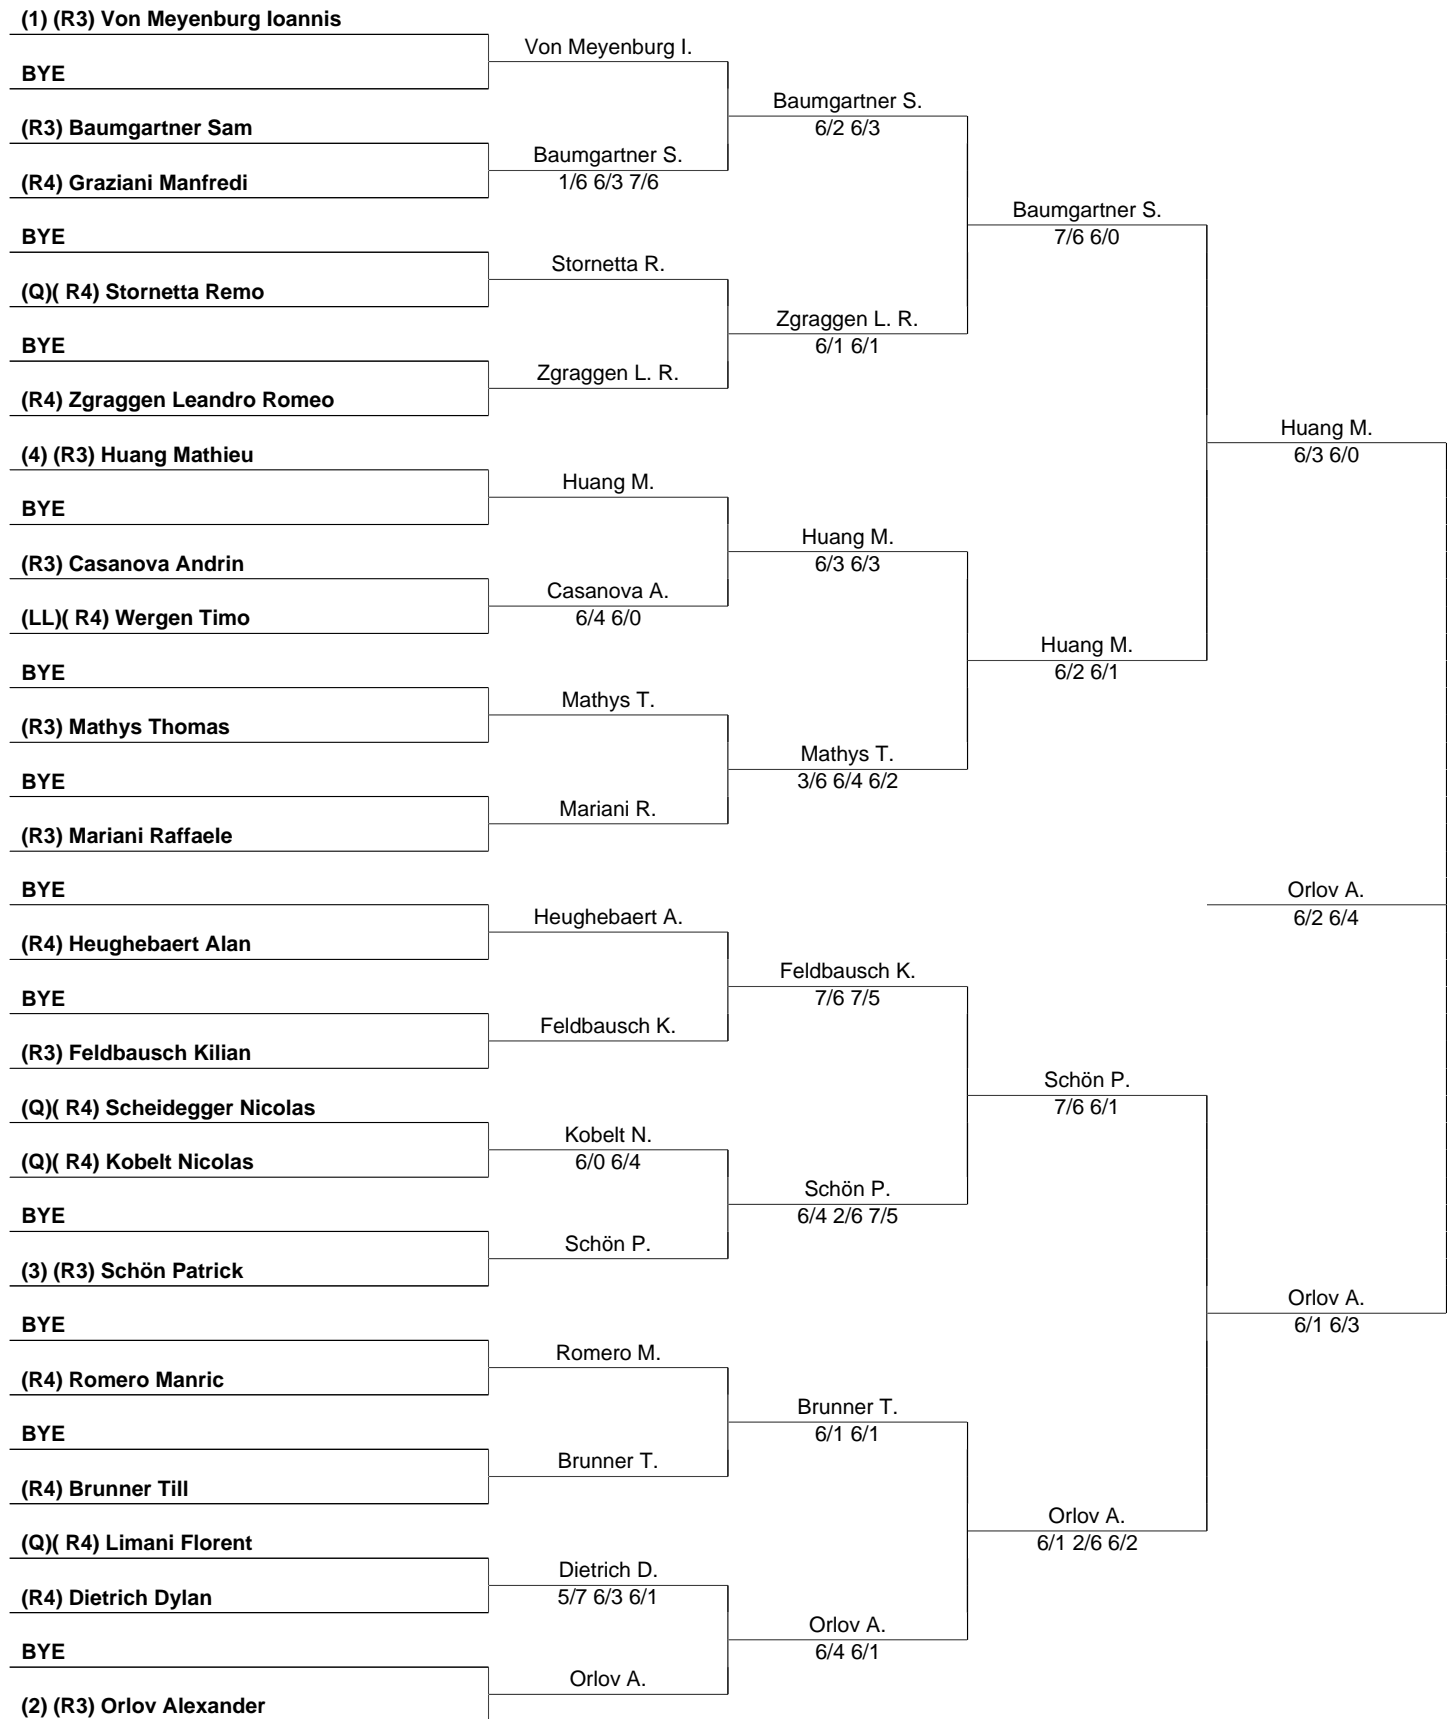 (1) (R3) Von Meyenburg Ioannis
BYE
(R3) Baumgartner Sam
(R4) Graziani Manfredi
BYE
(Q)( R4) Stornetta Remo
BYE
(R4) Zgraggen Leandro Romeo
(4) (R3) Huang Mathieu
BYE
(R3) Casanova Andrin
(LL)( R4) Wergen Timo
BYE
(R3) Mathys Thomas
BYE
(R3) Mariani Raffaele
BYE
(R4) Heughebaert Alan
BYE
(R3) Feldbausch Kilian
(Q)( R4) Scheidegger Nicolas
(Q)( R4) Kobelt Nicolas
BYE
(3) (R3) Schön Patrick
BYE
(R4) Romero Manric
BYE
(R4) Brunner Till
(Q)( R4) Limani Florent
(R4) Dietrich Dylan
BYE
(2) (R3) Orlov Alexander
Von Meyenburg I.
Baumgartner S.
1/6 6/3 7/6
Stornetta R.
Zgraggen L. R.
Huang M.
Casanova A.
6/4 6/0
Mathys T.
Mariani R.
Heughebaert A.
Feldbausch K.
Kobelt N.
6/0 6/4
Schön P.
Romero M.
Brunner T.
Dietrich D.
5/7 6/3 6/1
Orlov A.
Baumgartner S.
6/2 6/3
Zgraggen L. R.
6/1 6/1
Huang M.
6/3 6/3
Mathys T.
3/6 6/4 6/2
Feldbausch K.
7/6 7/5
Schön P.
6/4 2/6 7/5
Brunner T.
6/1 6/1
Orlov A.
6/4 6/1
Baumgartner S.
7/6 6/0
Huang M.
6/2 6/1
Schön P.
7/6 6/1
Orlov A.
6/1 2/6 6/2
Huang M.
6/3 6/0
Orlov A.
6/2 6/4
Orlov A.
6/1 6/3